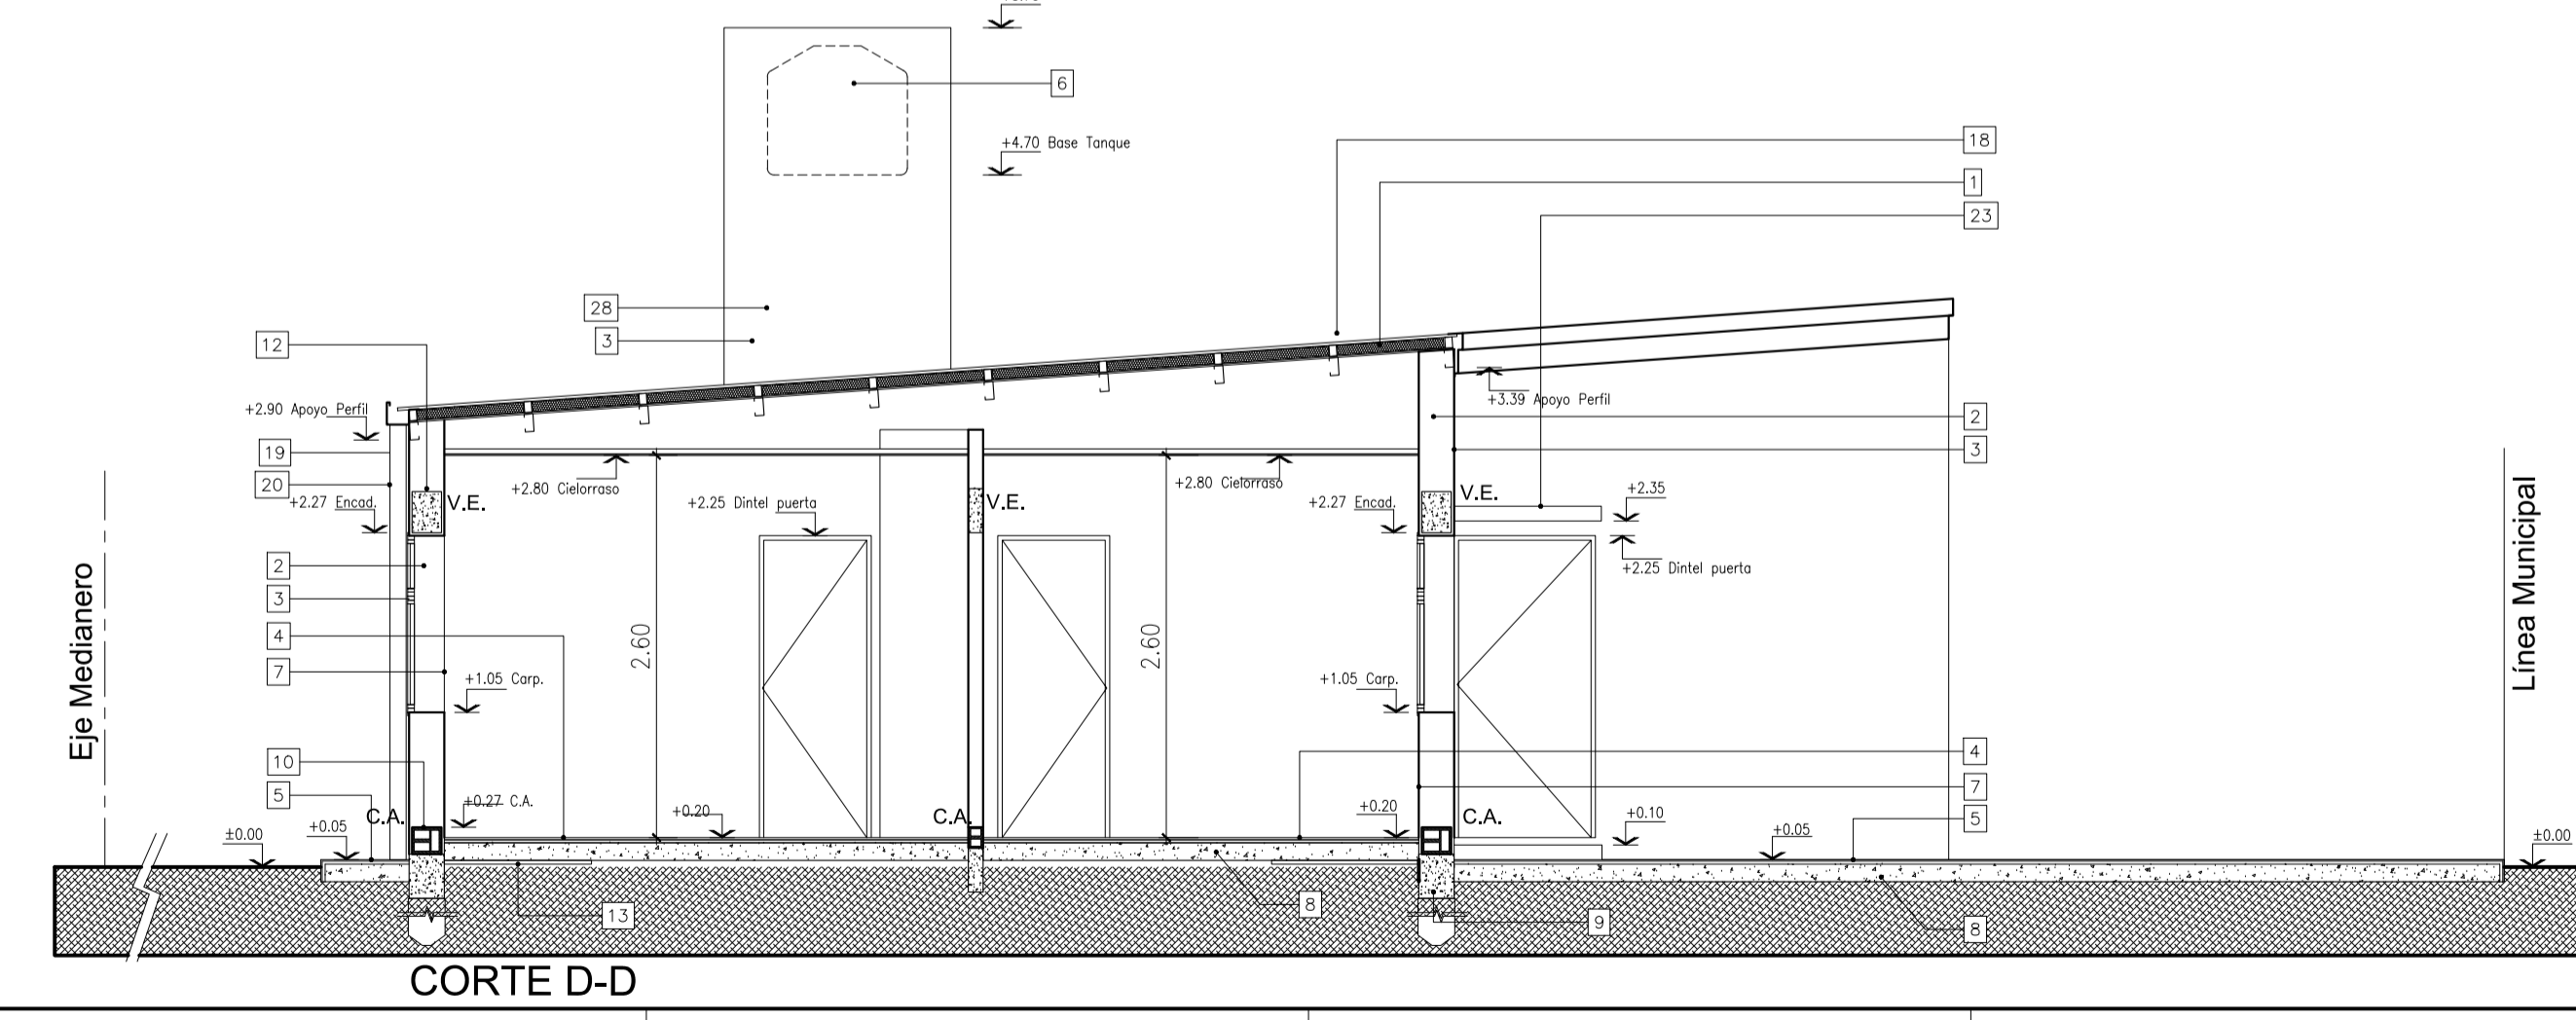 6
+4.70 Base Tanque
18
1
23
28
3
12
+2.90 Apoyo Perfil
+3.39 Apoyo Perfil
2
19
3
20
+2.80 Cielorraso
+2.80 Cielorraso
+2.27 Encad.
V.E.
+2.25 Dintel puerta
V.E.
+2.27 Encad.
V.E.
+2.35
2
+2.25 Dintel puerta
3
4
2.60
2.60
7
+1.05 Carp.
+1.05 Carp.
Eje Medianero
Línea Municipal
10
4
5
7
+0.27 C.A.
C.A.
+0.20
C.A.
+0.20
C.A.
+0.10
5
±0.00
+0.05
+0.05
±0.00
13
8
9
8
CORTE D-D